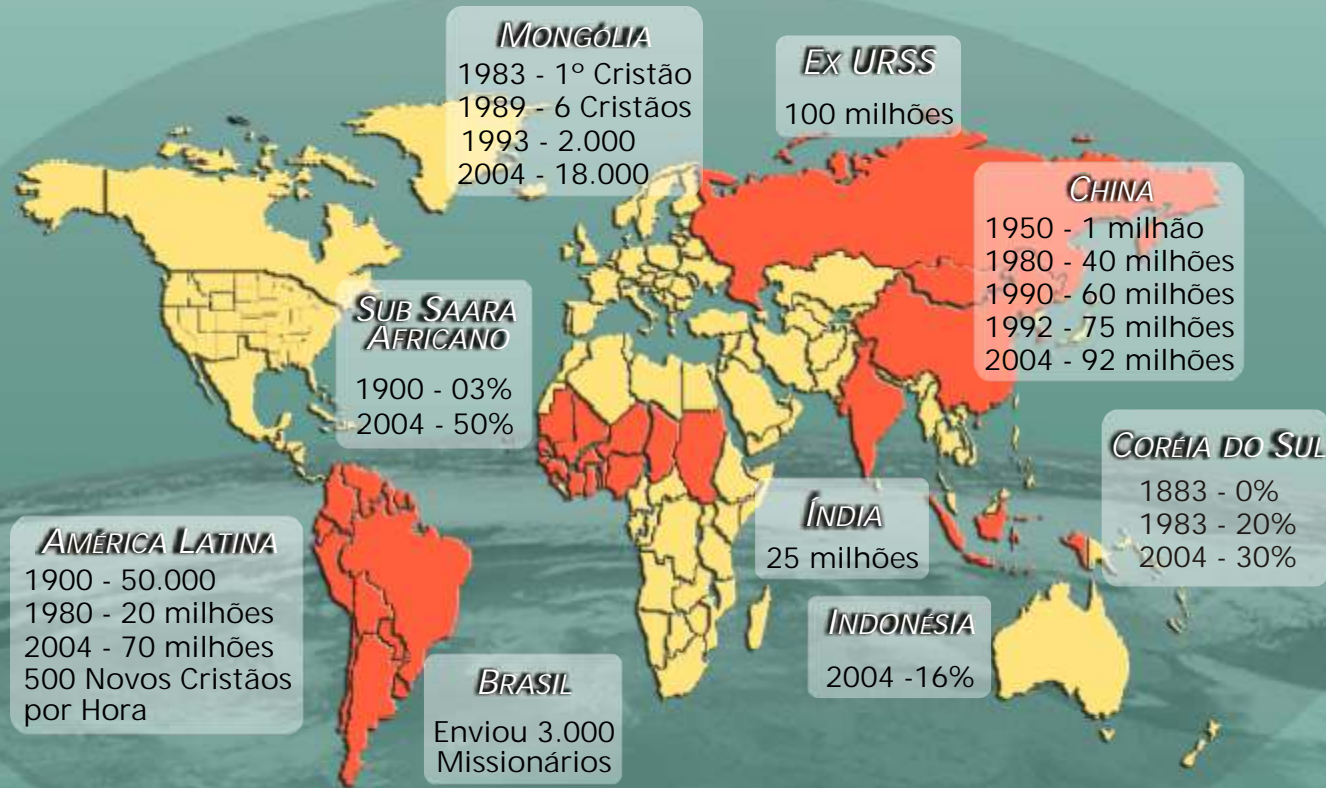 MONGÓLIA
1983 - 1º Cristão
1989 - 6 Cristãos
1993 - 2.000
2004 - 18.000
EX URSS
100 milhões
CHINA
1950 - 1 milhão
1980 - 40 milhões
1990 - 60 milhões
1992 - 75 milhões
2004 - 92 milhões
SUB SAARA
AFRICANO
1900 - 03%
2004 - 50%
CORÉIA DO SUL
1883 - 0%
1983 - 20%
2004 - 30%
ÍNDIA
25 milhões
AMÉRICA LATINA
1900 - 50.000
1980 - 20 milhões
2004 - 70 milhões
500 Novos Cristãos
por Hora
INDONÉSIA
2004 -16%
BRASIL
Enviou 3.000
Missionários